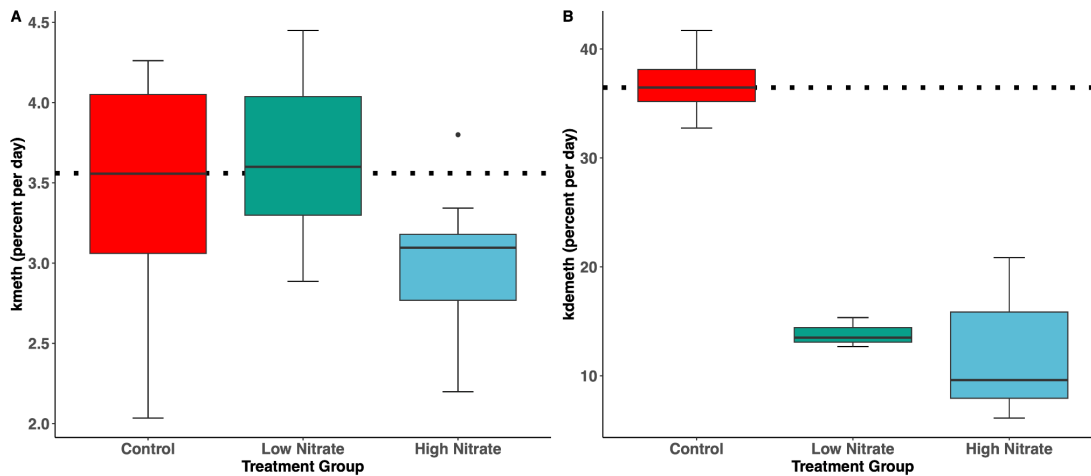 A
kmeth (percent per day)
4.5
4.0
3.5
3.0
2.5
2.0
Control
Low Nitrate
High Nitrate
Treatment Group
B
kdemeth (percent per day)
40
30
20
10
Control
Low Nitrate
High Nitrate
Treatment Group